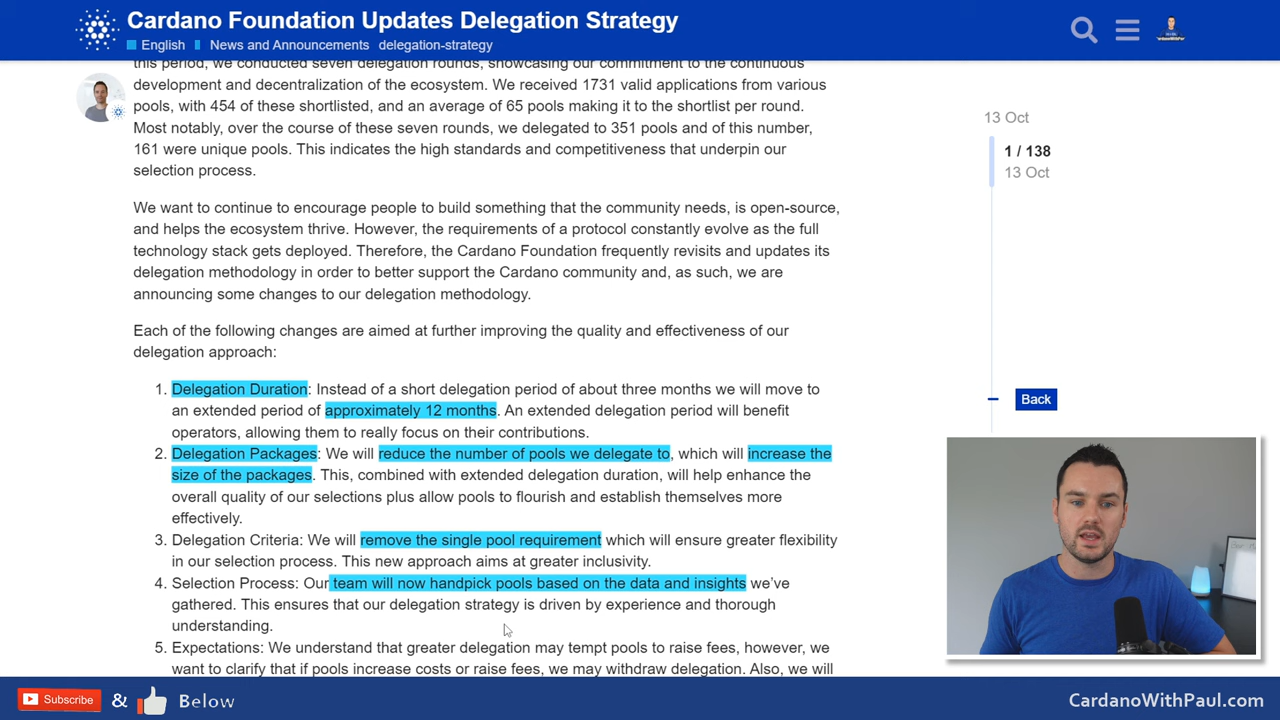 Cardano Foundation Updates Delegation Strategy
English News and Announcements delegation-strategy
this period, we conducted seven delegation rounds, showcasing our commitment to the continuous
development and decentralization of the ecosystem. We received 1731 valid applications from various
pools, with 454 of these shortlisted, and an average of 65 pools making it to the shortlist per round.
Most notably, over the course of these seven rounds, we delegated to 351 pools and of this number,
161 were unique pools. This indicates the high standards and competitiveness that underpin our
selection process.
We want to continue to encourage people to build something that the community needs, is open-source,
and helps the ecosystem thrive. However, the requirements of a protocol constantly evolve as the full
technology stack gets deployed. Therefore, the Cardano Foundation frequently revisits and updates its
delegation methodology in order to better support the Cardano community and, as such, we are
announcing some changes to our delegation methodology.
Each of the following changes are aimed at further improving the quality and effectiveness of our
delegation approach:
1. Delegation Duration: Instead of a short delegation period of about three months we will move to
an extended period of approximately 12 months. An extended delegation period will benefit
operators, allowing them to really focus on their contributions.
2. Delegation Packages: We will reduce the number of pools we delegate to, which will increase the
size of the packages. This, combined with extended delegation duration, will help enhance the
overall quality of our selections plus allow pools to flourish and establish themselves more
effectively.
3. Delegation Criteria: We will remove the single pool requirement which will ensure greater flexibility
in our selection process. This new approach aims at greater inclusivity.
4. Selection Process: Our team will now handpick pools based on the data and insights we've
gathered. This ensures that our delegation strategy is driven by experience and thorough
understanding.
5. Expectations: We understand that greater delegation may tempt pools to raise fees, however, we
want to clarify that if pools increase costs or raise fees, we may withdraw delegation. Also, we will
13 Oct
1 / 138
13 Oct
Back
Subscribe & Below
CardanoWithPaul.com